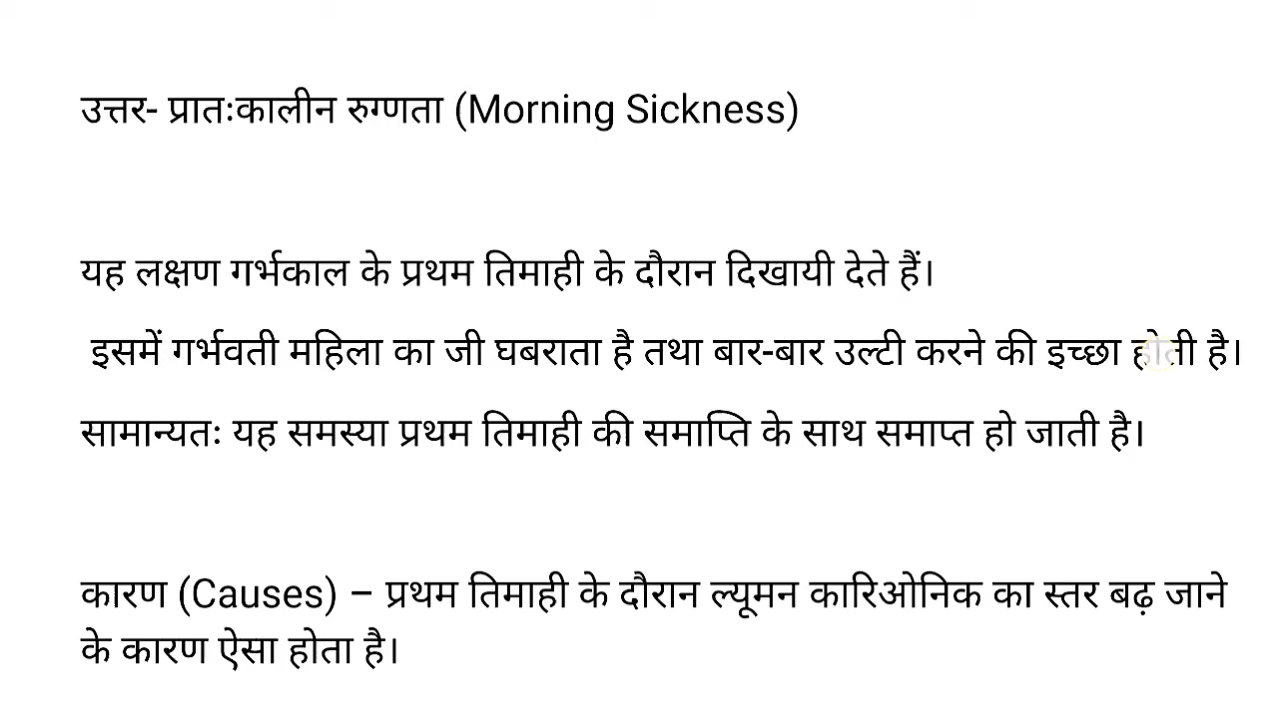 उत्तर- प्रातःकालीन रुग्णता (Morning Sickness)
यह लक्षण गर्भकाल के प्रथम तिमाही के दौरान दिखायी देते हैं।
इसमें गर्भवती महिला का जी घबराता है तथा बार-बार उल्टी करने की इच्छा होती है।
सामान्यतः यह समस्या प्रथम तिमाही की समाप्ति के साथ समाप्त हो जाती है।
कारण (Causes) – प्रथम तिमाही के दौरान ल्यूमन कारिओनिक का स्तर बढ़ जाने
के कारण ऐसा होता है।